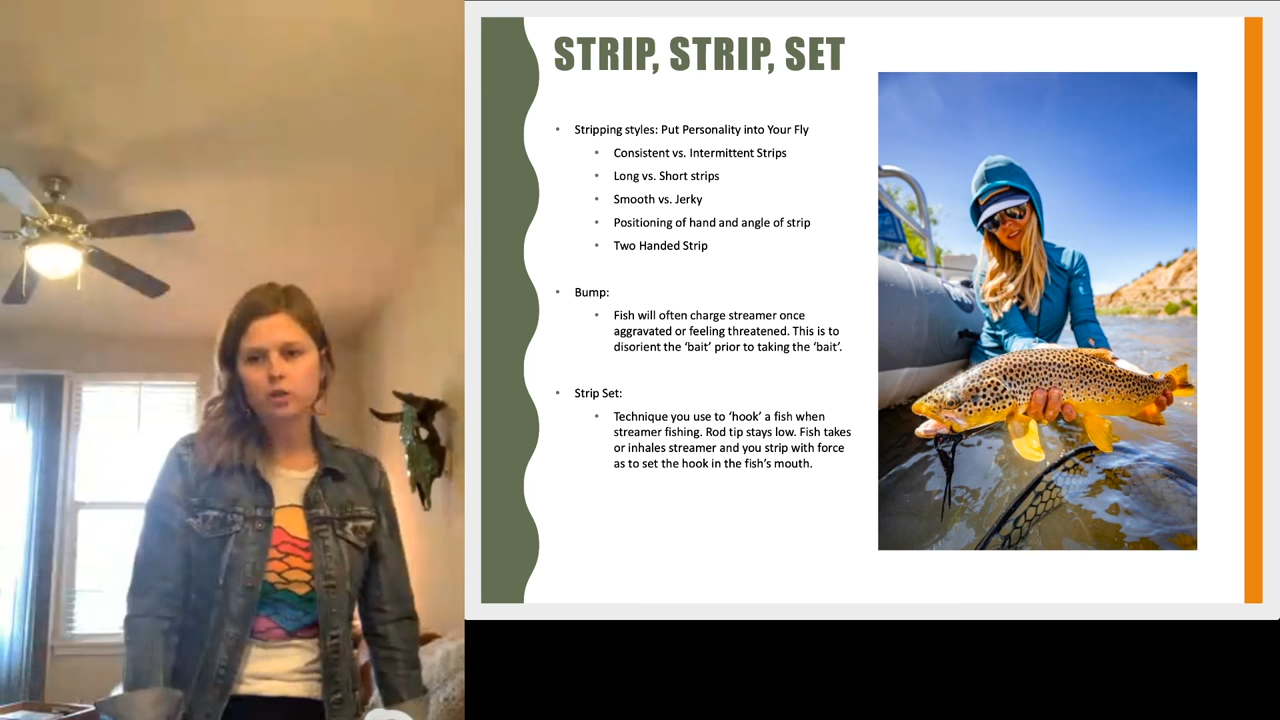 STRIP, STRIP, SET
• Stripping styles: Put Personality into Your Fly
• Consistent vs. Intermittent Strips
• Long vs. Short strips
• Smooth vs. Jerky
• Positioning of hand and angle of strip
• Two Handed Strip
• Bump:
• Fish will often charge streamer once
aggravated or feeling threatened. This is to
disorient the ‘bait’ prior to taking the ‘bait’.
• Strip Set:
• Technique you use to ‘hook’ a fish when
streamer fishing. Rod tip stays low. Fish takes
or inhales streamer and you strip with force
as to set the hook in the fish’s mouth.